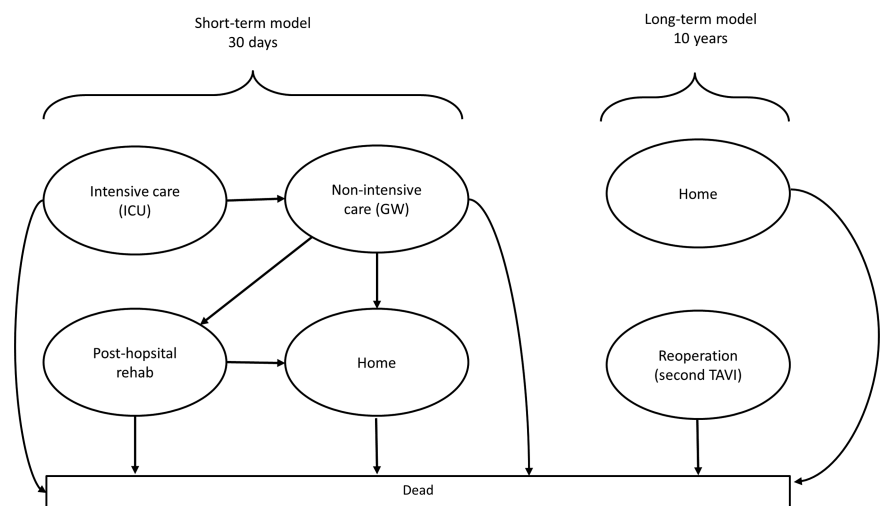 Short-term model
30 days
Long-term model
10 years
Intensive care
(ICU)
Non-intensive
care (GW)
Home
Post-hopsital
rehab
Home
Reoperation
(second TAVI)
Dead